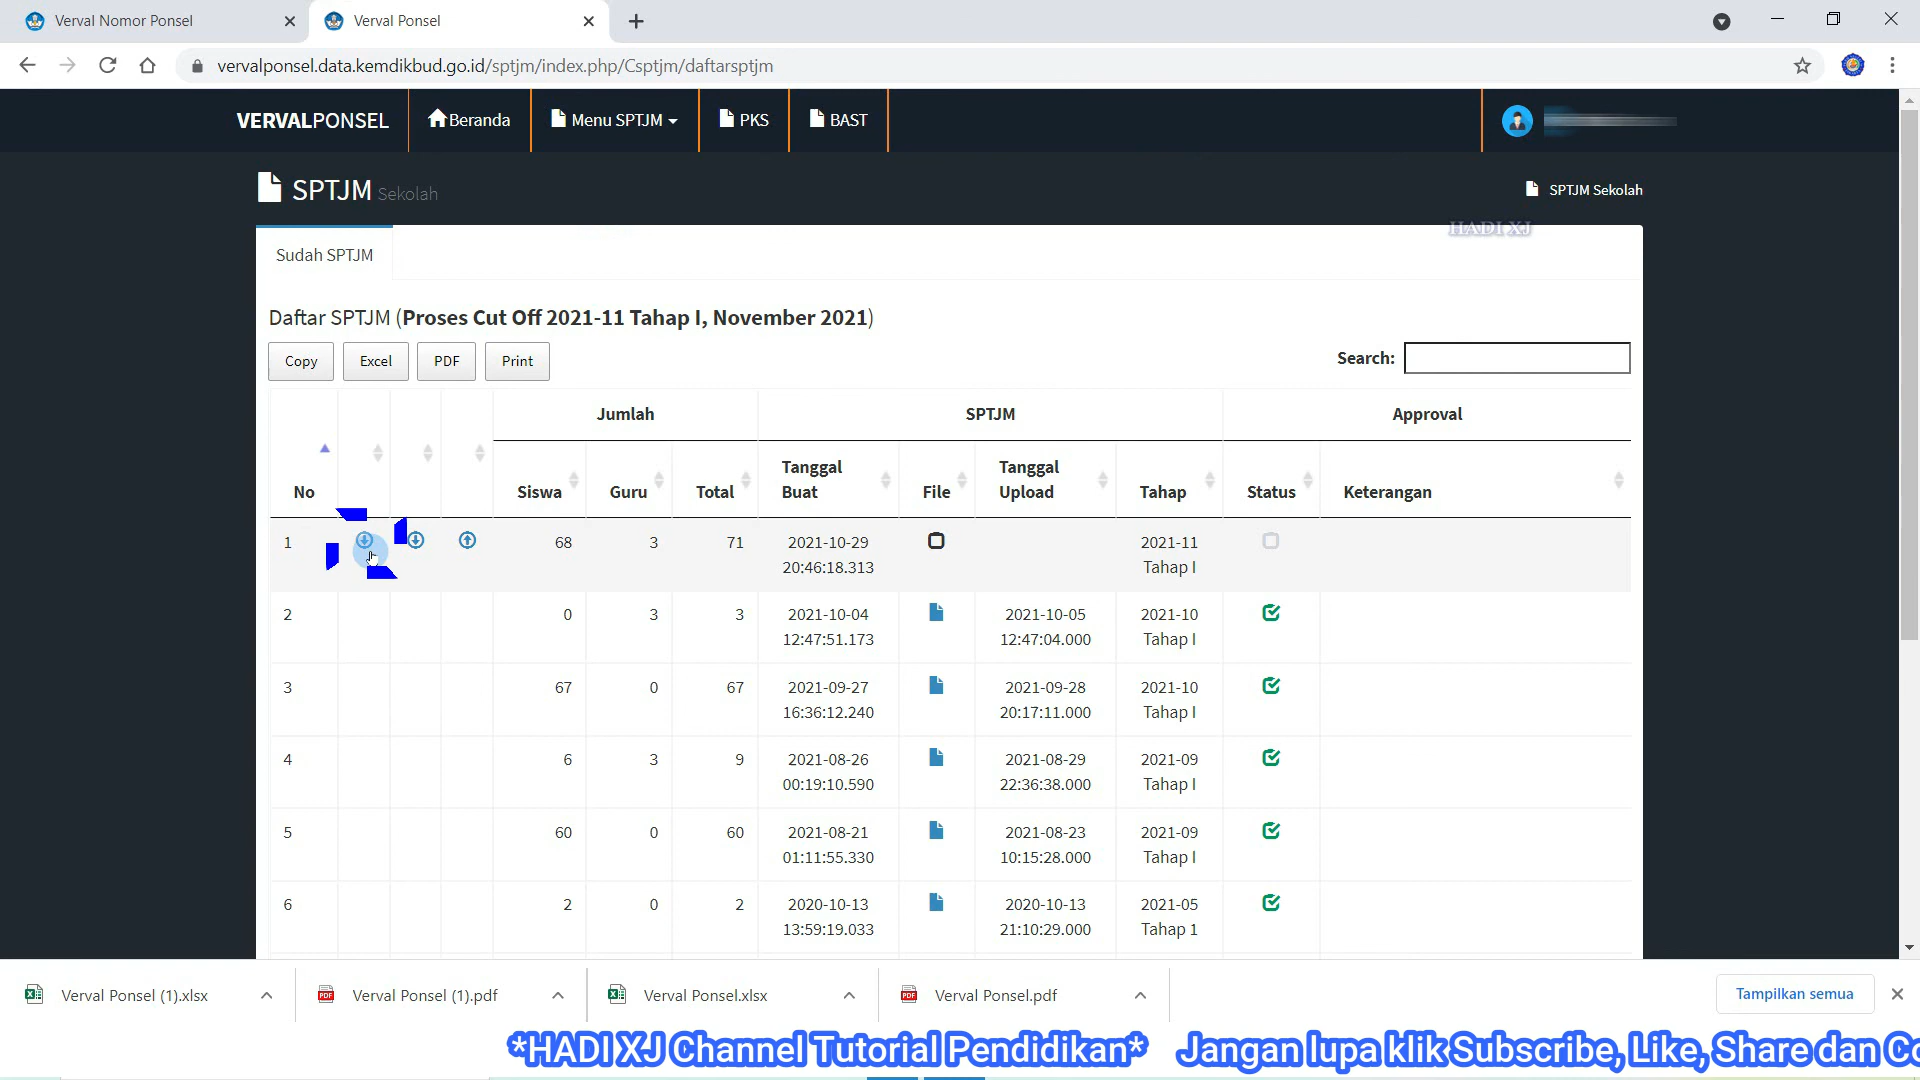 Verval Nomor Ponsel
Verval Ponsel
vervalponsel.data.kemdikbud.go.id/sptjm/index.php/Csptjm/daftarsptjm
VERVALPONSEL
Beranda
Menu SPTJM
PKS
BAST
SPTJM Sekolah
SPTJM Sekolah
HADI XJ
Sudah SPTJM
Daftar SPTJM (Proses Cut Off 2021-11 Tahap I, November 2021)
Copy
Excel
PDF
Print
Search:
Jumlah
SPTJM
Approval
No
Siswa
Guru
Total
Tanggal
Buat
File
Tanggal
Upload
Tahap
Status
Keterangan
1 68 3 71 2021-10-29 2021-11
20:46:18.313 Tahap I
2 0 3 3 2021-10-04 2021-10-05 2021-10
12:47:51.173 12:47:04.000 Tahap I
3 67 0 67 2021-09-27 2021-09-28 2021-10
16:36:12.240 20:17:11.000 Tahap I
4 6 3 9 2021-08-26 2021-08-29 2021-09
00:19:10.590 22:36:38.000 Tahap I
5 60 0 60 2021-08-21 2021-08-23 2021-09
01:11:55.330 10:15:28.000 Tahap I
6 2 0 2 2020-10-13 2020-10-13 2021-05
13:59:19.033 21:10:29.000 Tahap 1
Verval Ponsel (1).xlsx
Verval Ponsel (1).pdf
Verval Ponsel.xlsx
Verval Ponsel.pdf
Tampilkan semua
*HADI XJ Channel Tutorial Pendidikan* Jangan lupa klik Subscribe, Like, Share dan Co